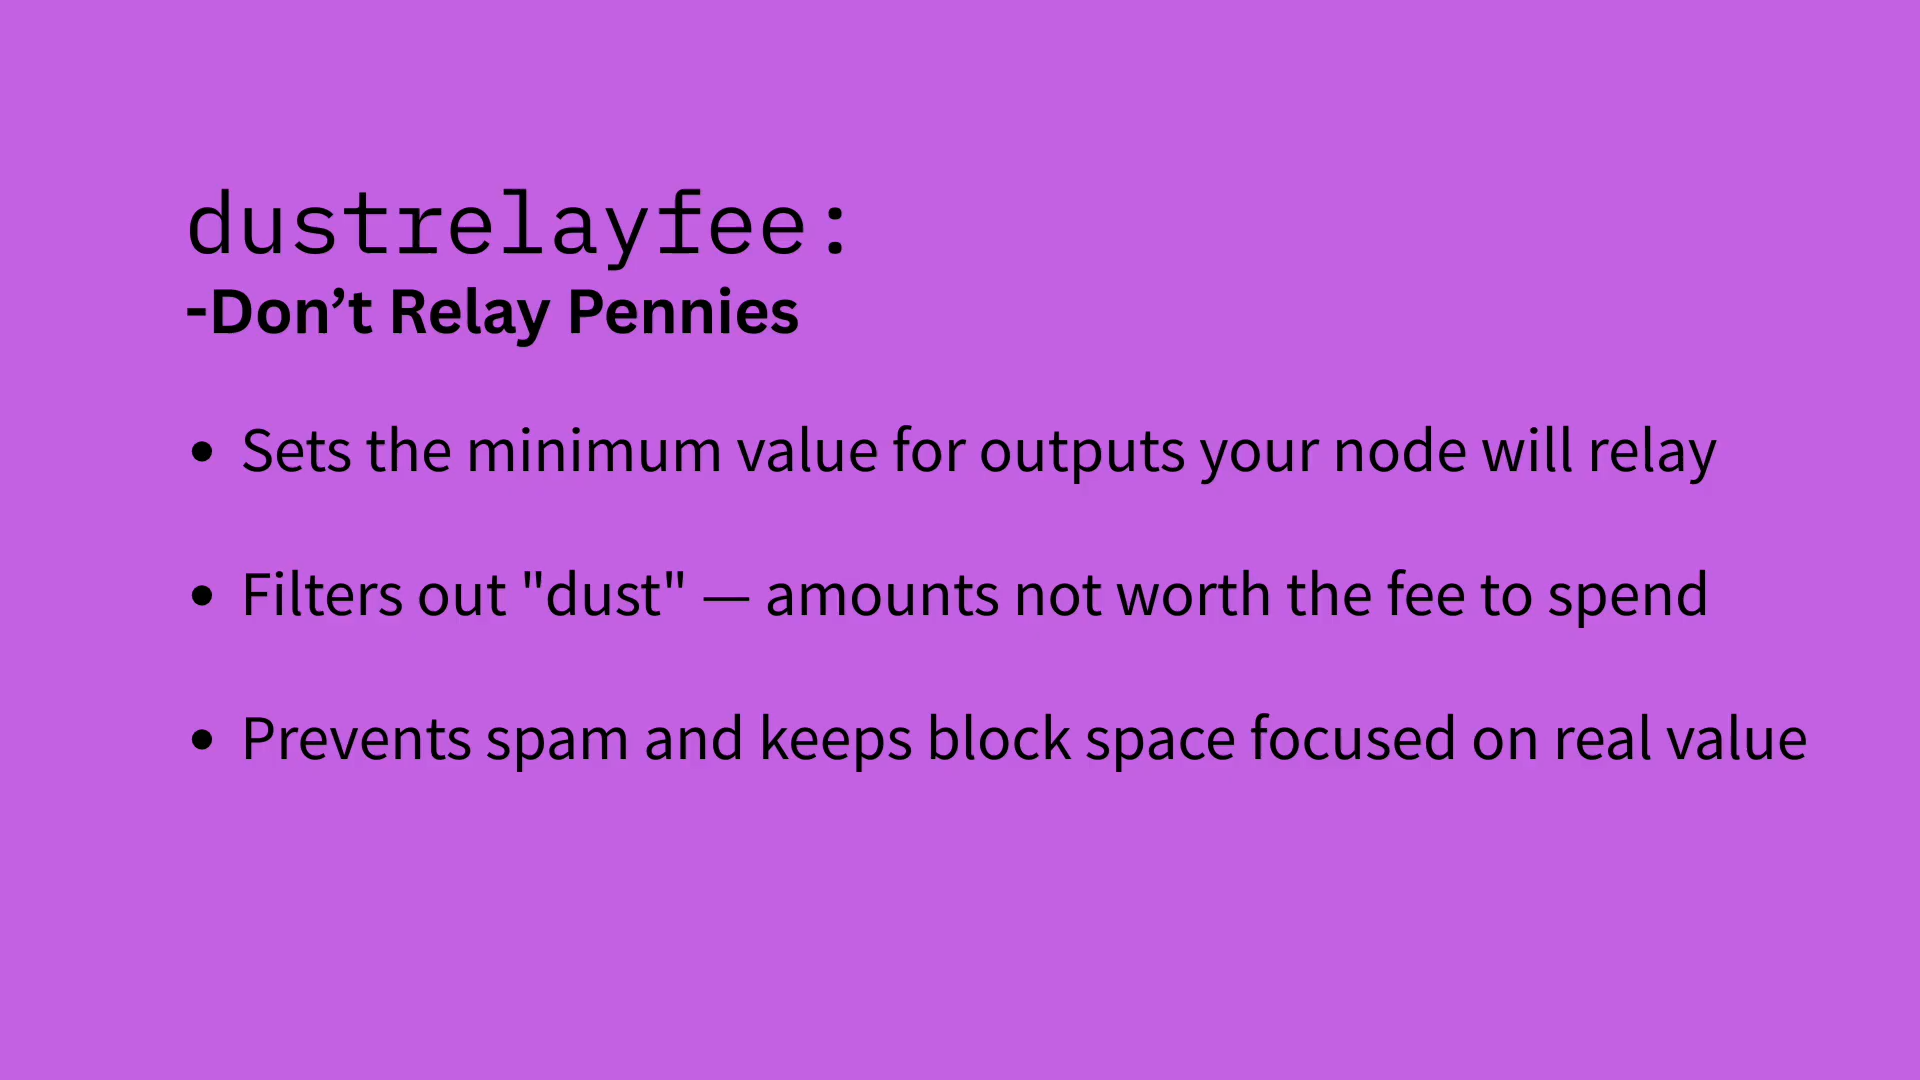 dustrelayfee:
-Don’t Relay Pennies
• Sets the minimum value for outputs your node will relay
• Filters out "dust" — amounts not worth the fee to spend
• Prevents spam and keeps block space focused on real value